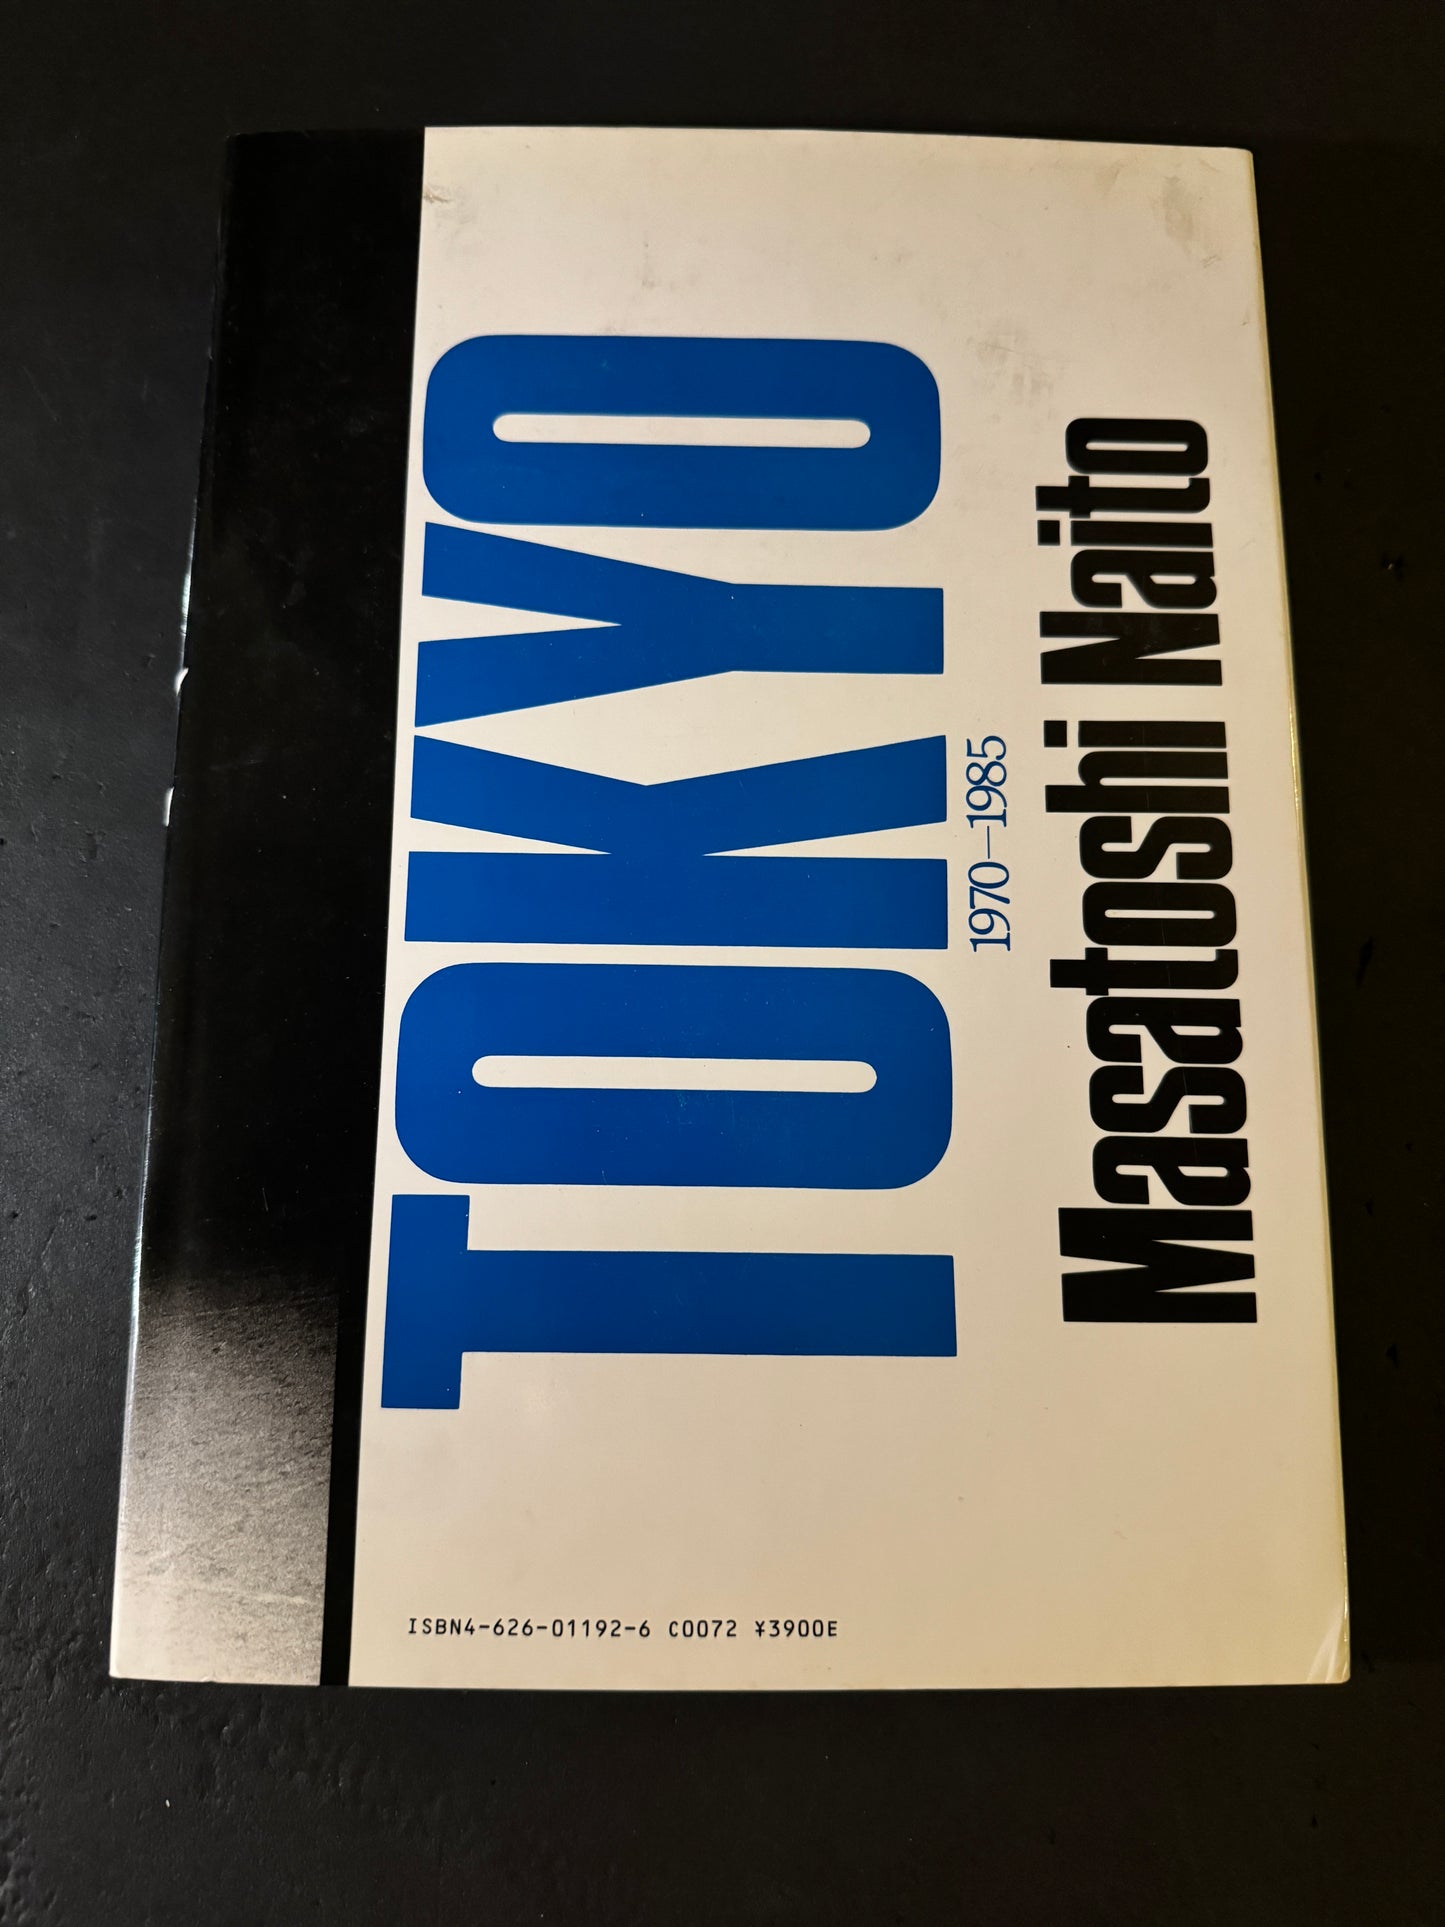 TOKYO
1970—1985
Masatoshi Naito
ISBN4-626-01192-6 C0072 ¥3900E